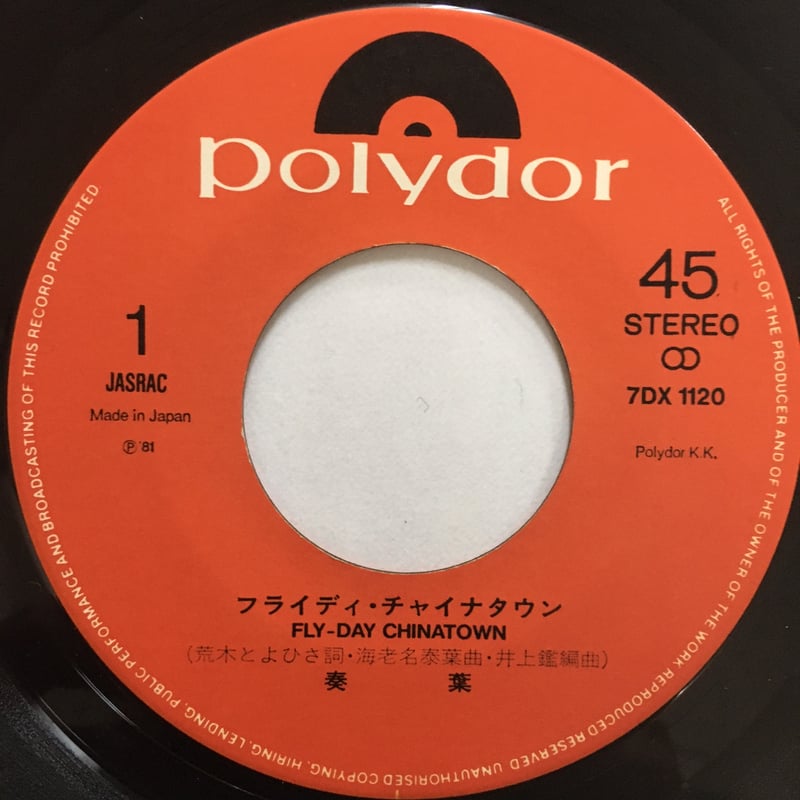 polydor
1
JASRAC
Made in Japan
Ⓟ '81
45
STEREO
7DX 1120
Polydor K.K.
フライディ・チャイナタウン
FLY-DAY CHINATOWN
(荒木とよひさ詞・海老名泰葉曲・井上鑑編曲)
奏 葉
ALL RIGHTS OF THE PRODUCER AND OF THE OWNER OF THE WORK REPRODUCED RESERVED UNAUTHORISED COPYING, HIRING, LENDING, PUBLIC PERFORMANCE AND BROADCASTING OF THIS RECORD PROHIBITED